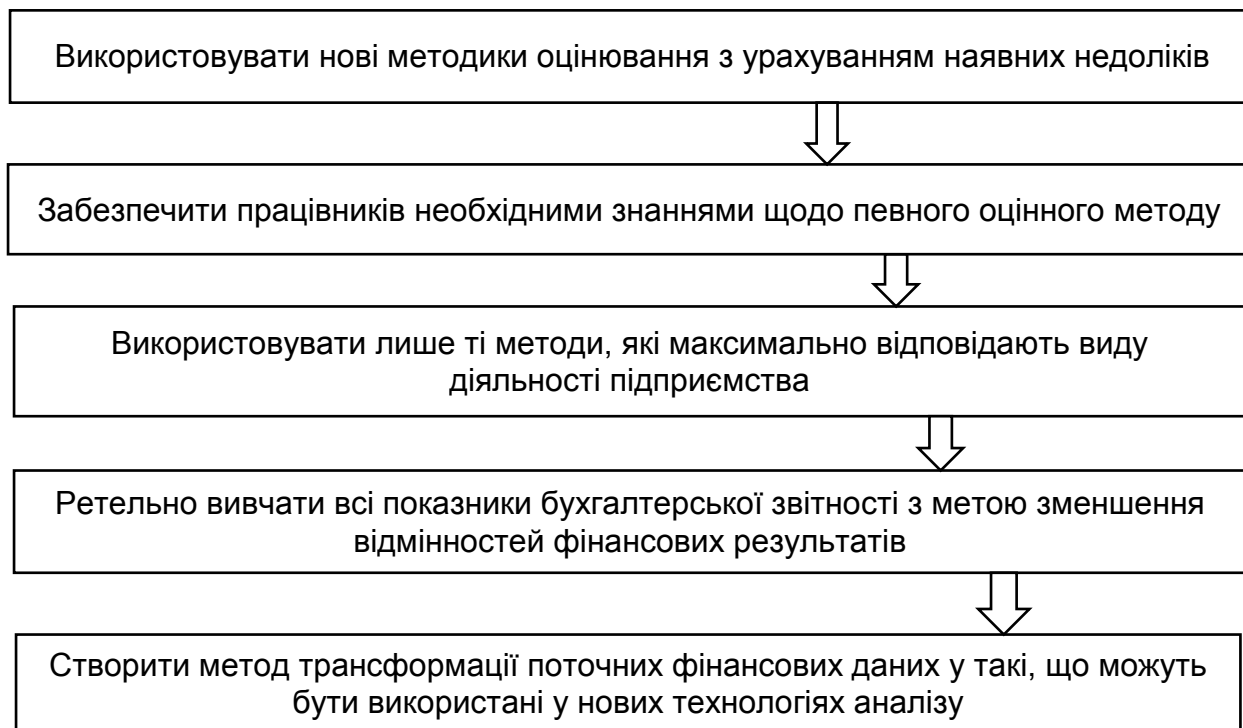 Використовувати нові методики оцінювання з урахуванням наявних недоліків
Забезпечити працівників необхідними знаннями щодо певного оцінного методу
Використовувати лише ті методи, які максимально відповідають виду
діяльності підприємства
Ретельно вивчати всі показники бухгалтерської звітності з метою зменшення
відмінностей фінансових результатів
Створити метод трансформації поточних фінансових даних у такі, що можуть
бути використані у нових технологіях аналізу